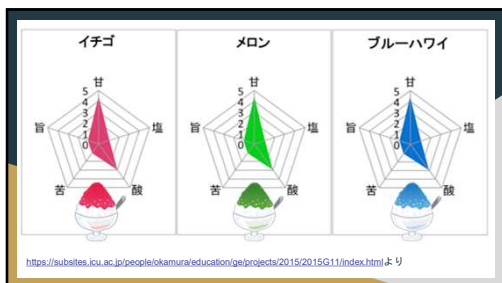 イチゴ
メロン
ブルーハワイ
甘
5
4
3
2
1
0
旨
塩
苦
酸
甘
5
4
3
2
1
0
旨
塩
苦
酸
甘
5
4
3
2
1
0
旨
塩
苦
酸
https://subsites.icu.ac.jp/people/okamura/education/ge/projects/2015/2015G11/index.htmlより